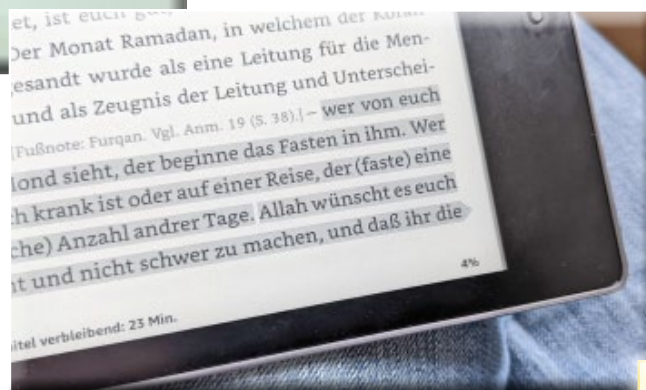 et, ist euch gut,
Der Monat Ramadan, in welchem der Koran
esandt wurde als eine Leitung für die Men-
und als Zeugnis der Leitung und Unterschei-
[Fußnote: Furqan. Vgl. Anm. 19 (S. 38).] – wer von euch
ond sieht, der beginne das Fasten in ihm. Wer
h krank ist oder auf einer Reise, der (faste) eine
che) Anzahl andrer Tage. Allah wünscht es euch
t und nicht schwer zu machen, und daß ihr die
4%
itel verbleibend: 23 Min.